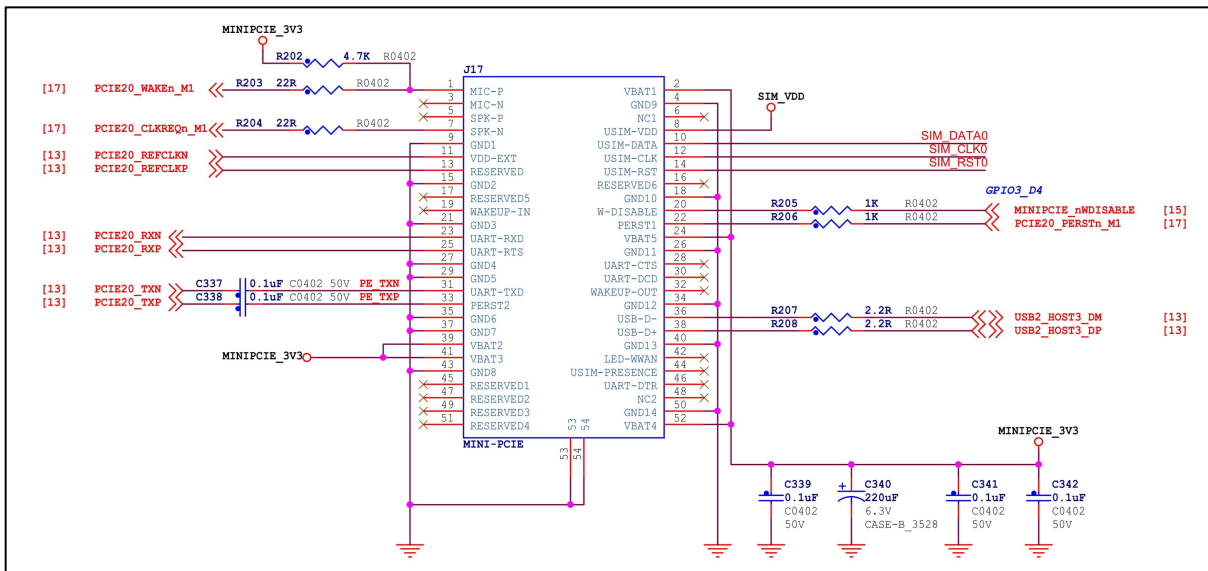 MINIPCIE_3V3
R202 4.7K R0402
J17
[17] PCIE20_WAKEn_M1 R203 22R R0402 1 MIC-P VBAT1 2
3 MIC-N GND9 4
SIM_VDD
5 SPK-P NC1 6
[17] PCIE20_CLKREQn_M1 R204 22R R0402 7 SPK-N USIM-VDD 8
9 GND1 USIM-DATA 10 SIM_DATA0
[13] PCIE20_REFCLKN 11 VDD-EXT USIM-CLK 12 SIM_CLK0
[13] PCIE20_REFCLKP 13 RESERVED USIM-RST 14 SIM_RST0
15 GND2 RESERVED6 16
17 RESERVED5 GND10 18 GPIO3_D4
19 WAKEUP-IN W-DISABLE 20 R205 1K R0402 MINIPCIE_nWDISABLE [15]
21 GND3 PERST1 22 R206 1K R0402 PCIE20_PERSTn_M1 [17]
[13] PCIE20_RXN 23 UART-RXD VBAT5 24
[13] PCIE20_RXP 25 UART-RTS GND11 26
27 GND4 UART-CTS 28
29 GND5 UART-DCD 30
[13] PCIE20_TXN C337 0.1uF C0402 50V PE_TXN 31 UART-TXD WAKEUP-OUT 32
[13] PCIE20_TXP C338 0.1uF C0402 50V PE_TXP 33 PERST2 GND12 34
35 GND6 USB-D- 36 R207 2.2R R0402 USB2_HOST3_DM [13]
37 GND7 USB-D+ 38 R208 2.2R R0402 USB2_HOST3_DP [13]
39 VBAT2 GND13 40
MINIPCIE_3V3 41 VBAT3 LED-WWAN 42
43 GND8 USIM-PRESENCE 44
45 RESERVED1 UART-DTR 46
47 RESERVED2 NC2 48
49 RESERVED3 GND14 50
51 RESERVED4 VBAT4 52
53 54
MINI-PCIE
53 54
MINIPCIE_3V3
C339 C340 C341 C342
0.1uF + 220uF 0.1uF 0.1uF
C0402 6.3V C0402 C0402
50V CASE-B_3528 50V 50V